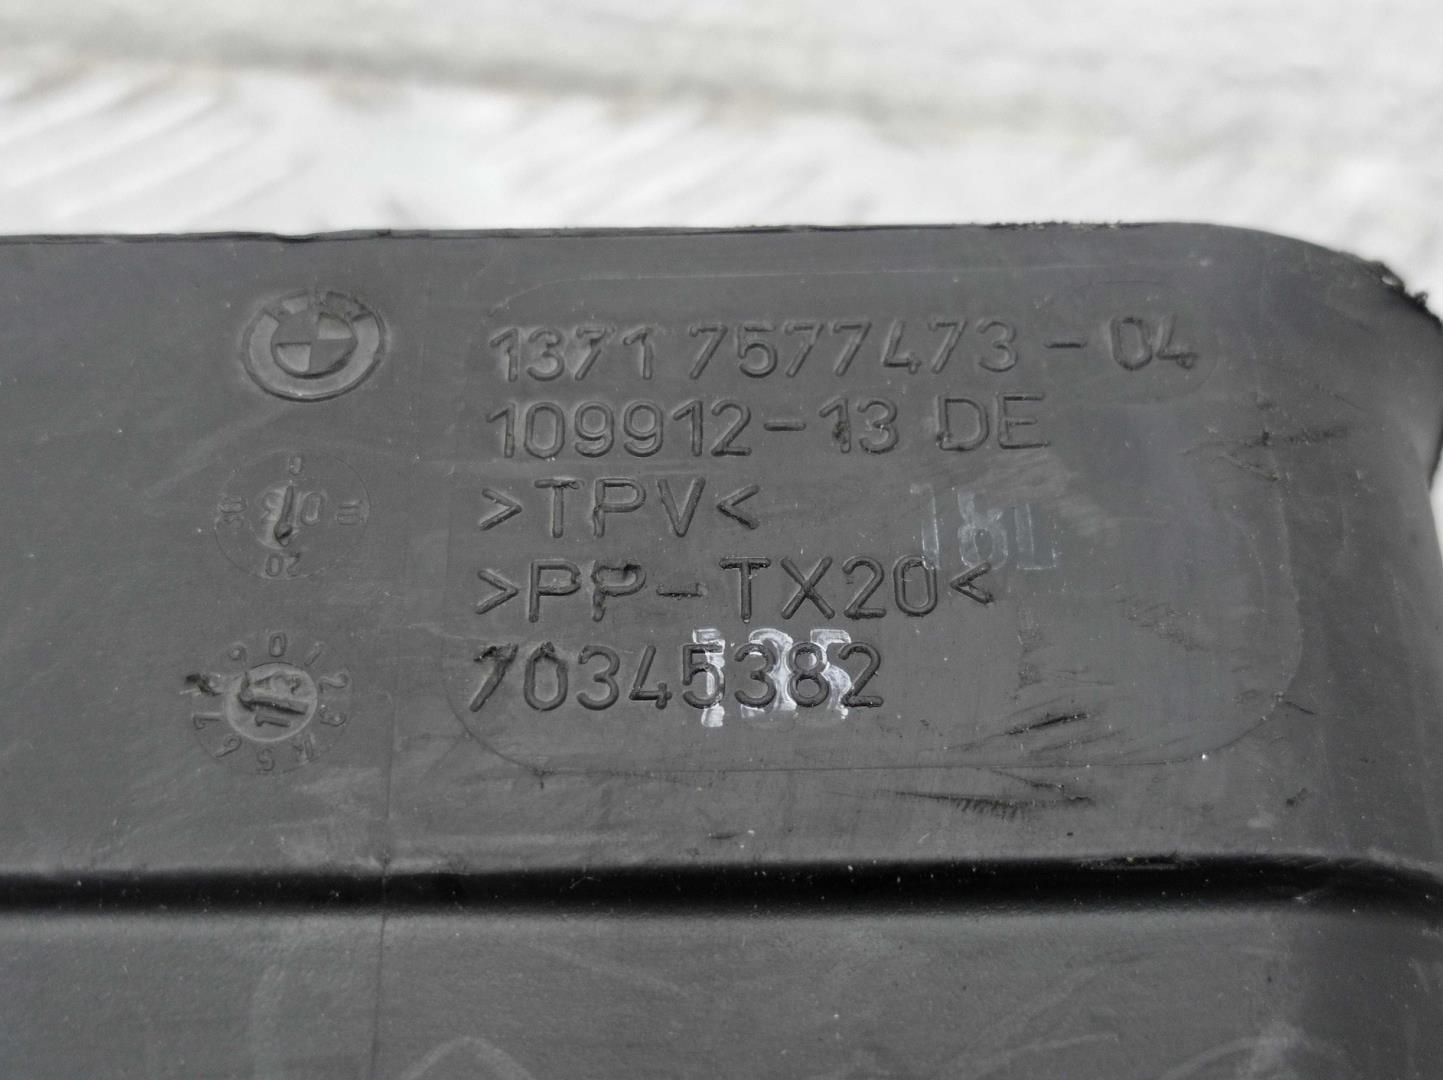 1371 7577473-04
109912-13 DE
>TPV<
>PP-TX20<
70345382